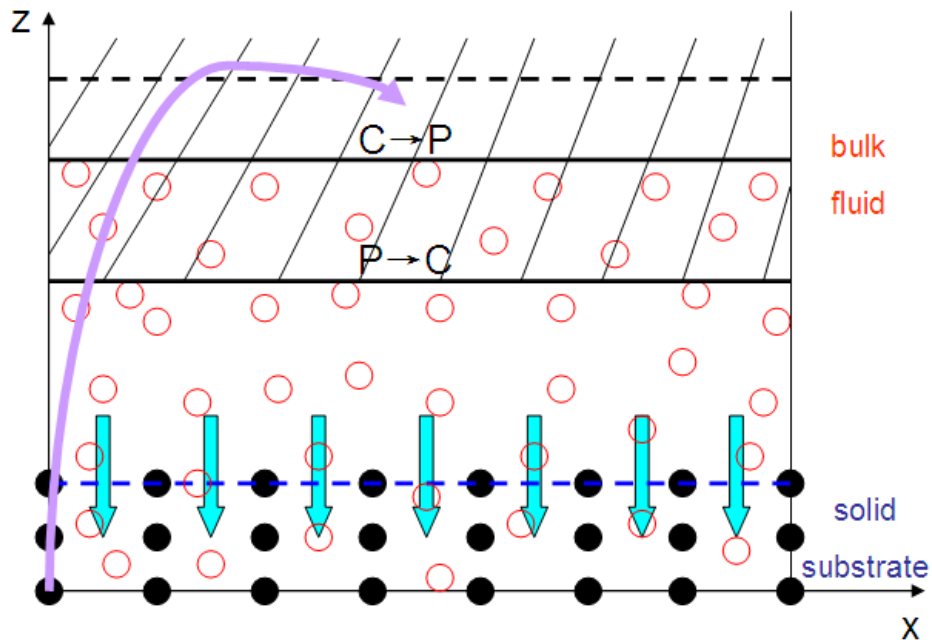 z
C→P
bulk
fluid
P→C
solid
substrate
x